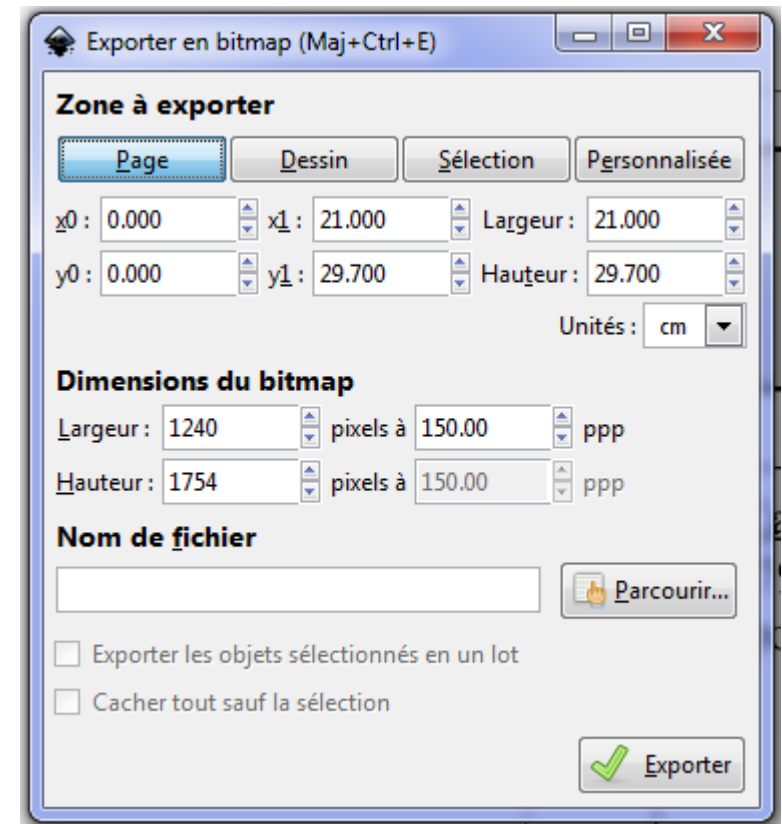 Exporter en bitmap (Maj+Ctrl+E)
Zone à exporter
Page Dessin Sélection Personnalisée
x0 : 0.000 x1 : 21.000 Largeur : 21.000
y0 : 0.000 y1 : 29.700 Hauteur : 29.700
Unités : cm
Dimensions du bitmap
Largeur : 1240 pixels à 150.00 ppp
Hauteur : 1754 pixels à 150.00 ppp
Nom de fichier
Parcourir...
Exporter les objets sélectionnés en un lot
Cacher tout sauf la sélection
Exporter